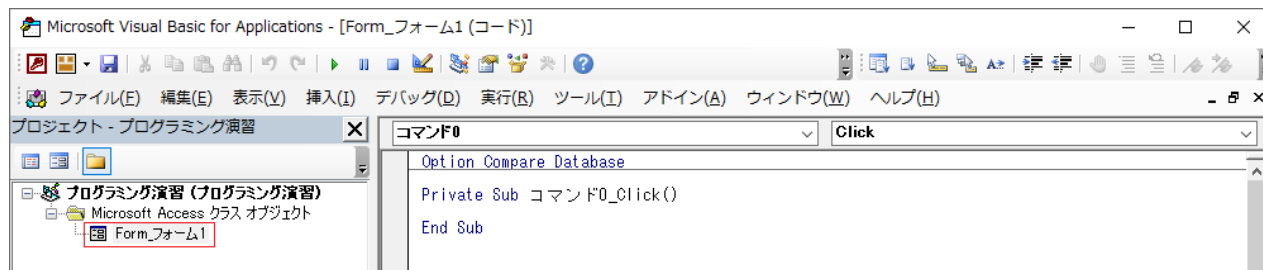 Microsoft Visual Basic for Applications - [Form_フォーム1 (コード)]
ファイル(F) 編集(E) 表示(V) 挿入(I) デバッグ(D) 実行(R) ツール(T) アドイン(A) ウィンドウ(W) ヘルプ(H)
プロジェクト - プログラミング演習
コマンド0
Click
プログラミング演習 (プログラミング演習)
Microsoft Access クラス オブジェクト
Form_フォーム1
Option Compare Database
Private Sub コマンド0_Click()
End Sub